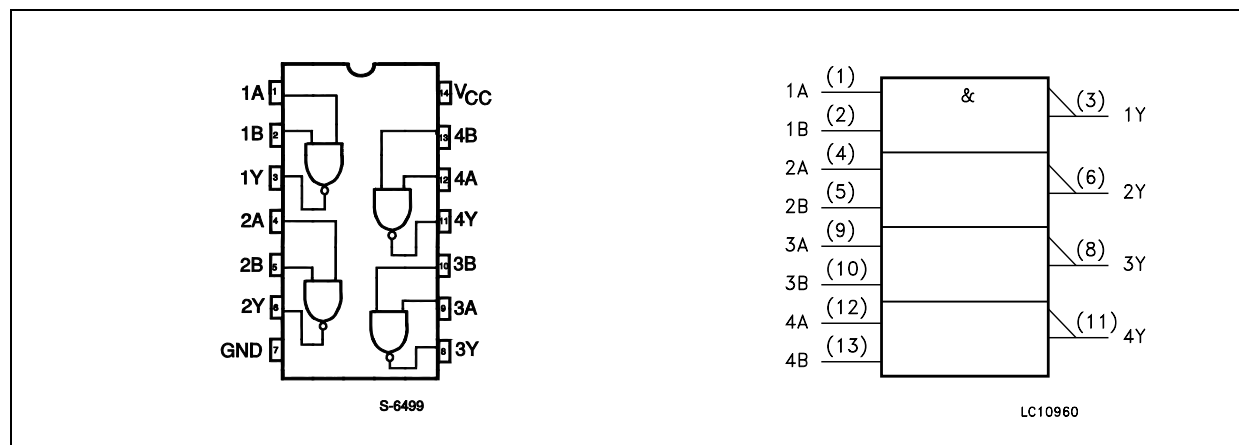 1A 1 14 VCC
1B 2 13 4B
1Y 3 12 4A
2A 4 11 4Y
2B 5 10 3B
2Y 6 9 3A
GND 7 8 3Y
S-6499
&
1A (1)
1B (2)
(3) 1Y
2A (4)
2B (5)
(6) 2Y
3A (9)
3B (10)
(8) 3Y
4A (12)
4B (13)
(11) 4Y
LC10960